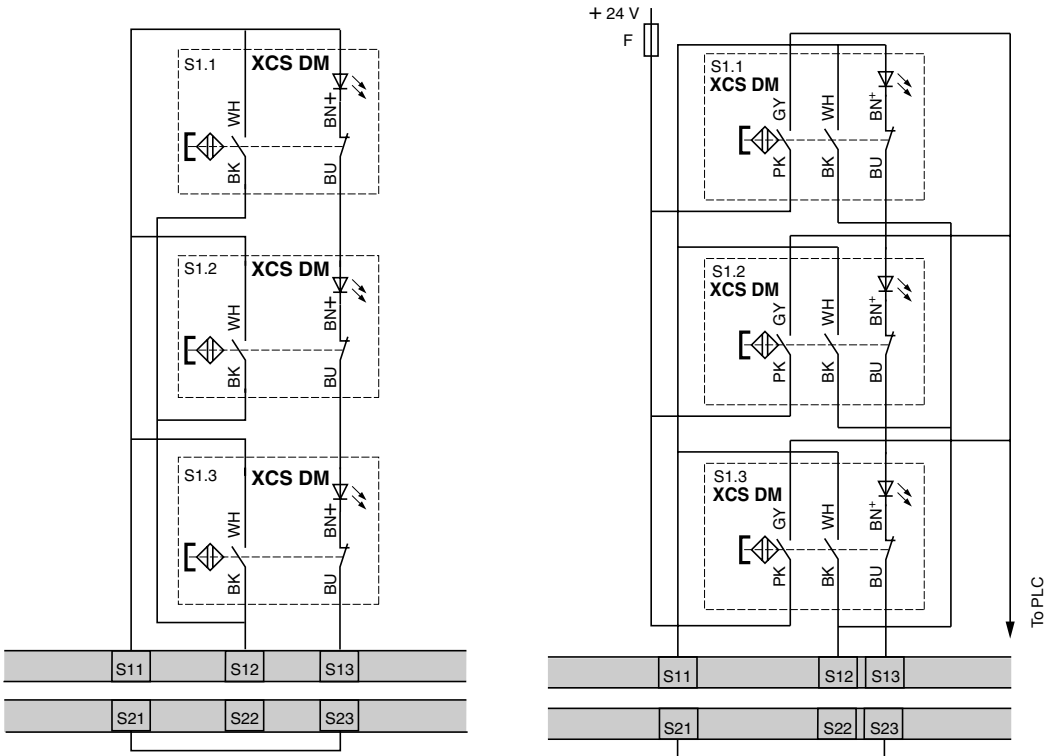 S1.1 XCS DM
WH
BN+
BK
BU
S1.2 XCS DM
WH
BN+
BK
BU
S1.3 XCS DM
WH
BN+
BK
BU
S11 S12 S13
S21 S22 S23
+ 24 V
F
S1.1
XCS DM
GY
WH
BN+
PK
BK
BU
S1.2
XCS DM
GY
WH
BN+
PK
BK
BU
S1.3
XCS DM
GY
WH
BN+
PK
BK
BU
To PLC
S11 S12 S13
S21 S22 S23